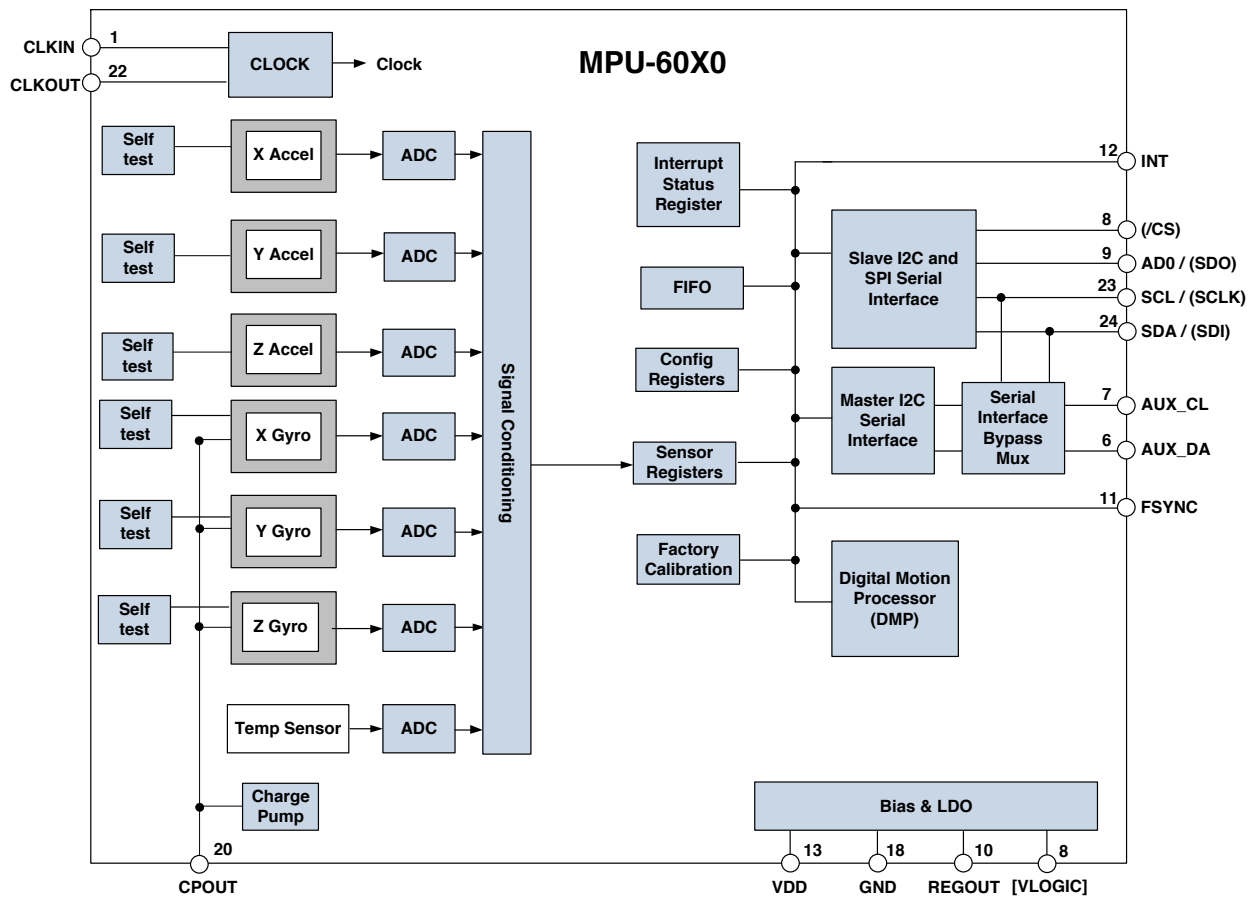 MPU-60X0
CLKIN
1
CLKOUT
22
CLOCK
Clock
Self
test
X Accel
ADC
Self
test
Y Accel
ADC
Self
test
Z Accel
ADC
Self
test
X Gyro
ADC
Self
test
Y Gyro
ADC
Self
test
Z Gyro
ADC
Temp Sensor
ADC
Signal Conditioning
Charge
Pump
20
CPOUT
Interrupt
Status
Register
FIFO
Config
Registers
Sensor
Registers
Factory
Calibration
Slave I2C and
SPI Serial
Interface
Master I2C
Serial
Interface
Serial
Interface
Bypass
Mux
Digital Motion
Processor
(DMP)
12
INT
8
(/CS)
9
AD0 / (SDO)
23
SCL / (SCLK)
24
SDA / (SDI)
7
AUX_CL
6
AUX_DA
11
FSYNC
Bias & LDO
13
18
10
8
VDD
GND
REGOUT
[VLOGIC]